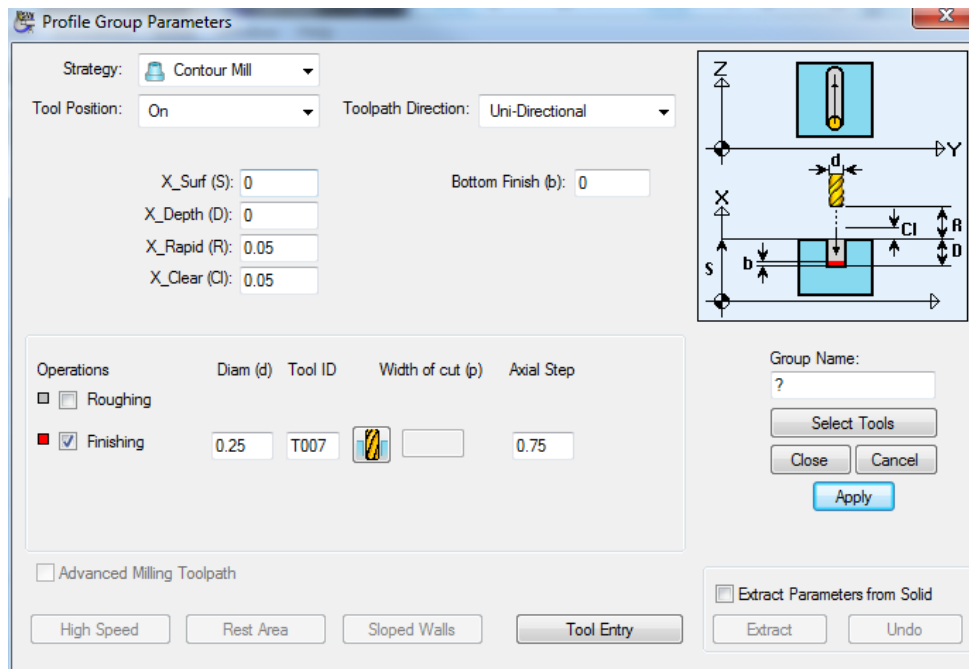 Profile Group Parameters
Strategy: Contour Mill
Tool Position: On Toolpath Direction: Uni-Directional
X_Surf (S): 0 Bottom Finish (b): 0
X_Depth (D): 0
X_Rapid (R): 0.05
X_Clear (Cl): 0.05
Z
Y
d
X
Cl
R
D
b
S
Operations Diam (d) Tool ID Width of cut (p) Axial Step
Roughing
Finishing 0.25 T007 0.75
Group Name:
?
Select Tools
Close Cancel
Apply
Advanced Milling Toolpath
Extract Parameters from Solid
High Speed Rest Area Sloped Walls Tool Entry Extract Undo